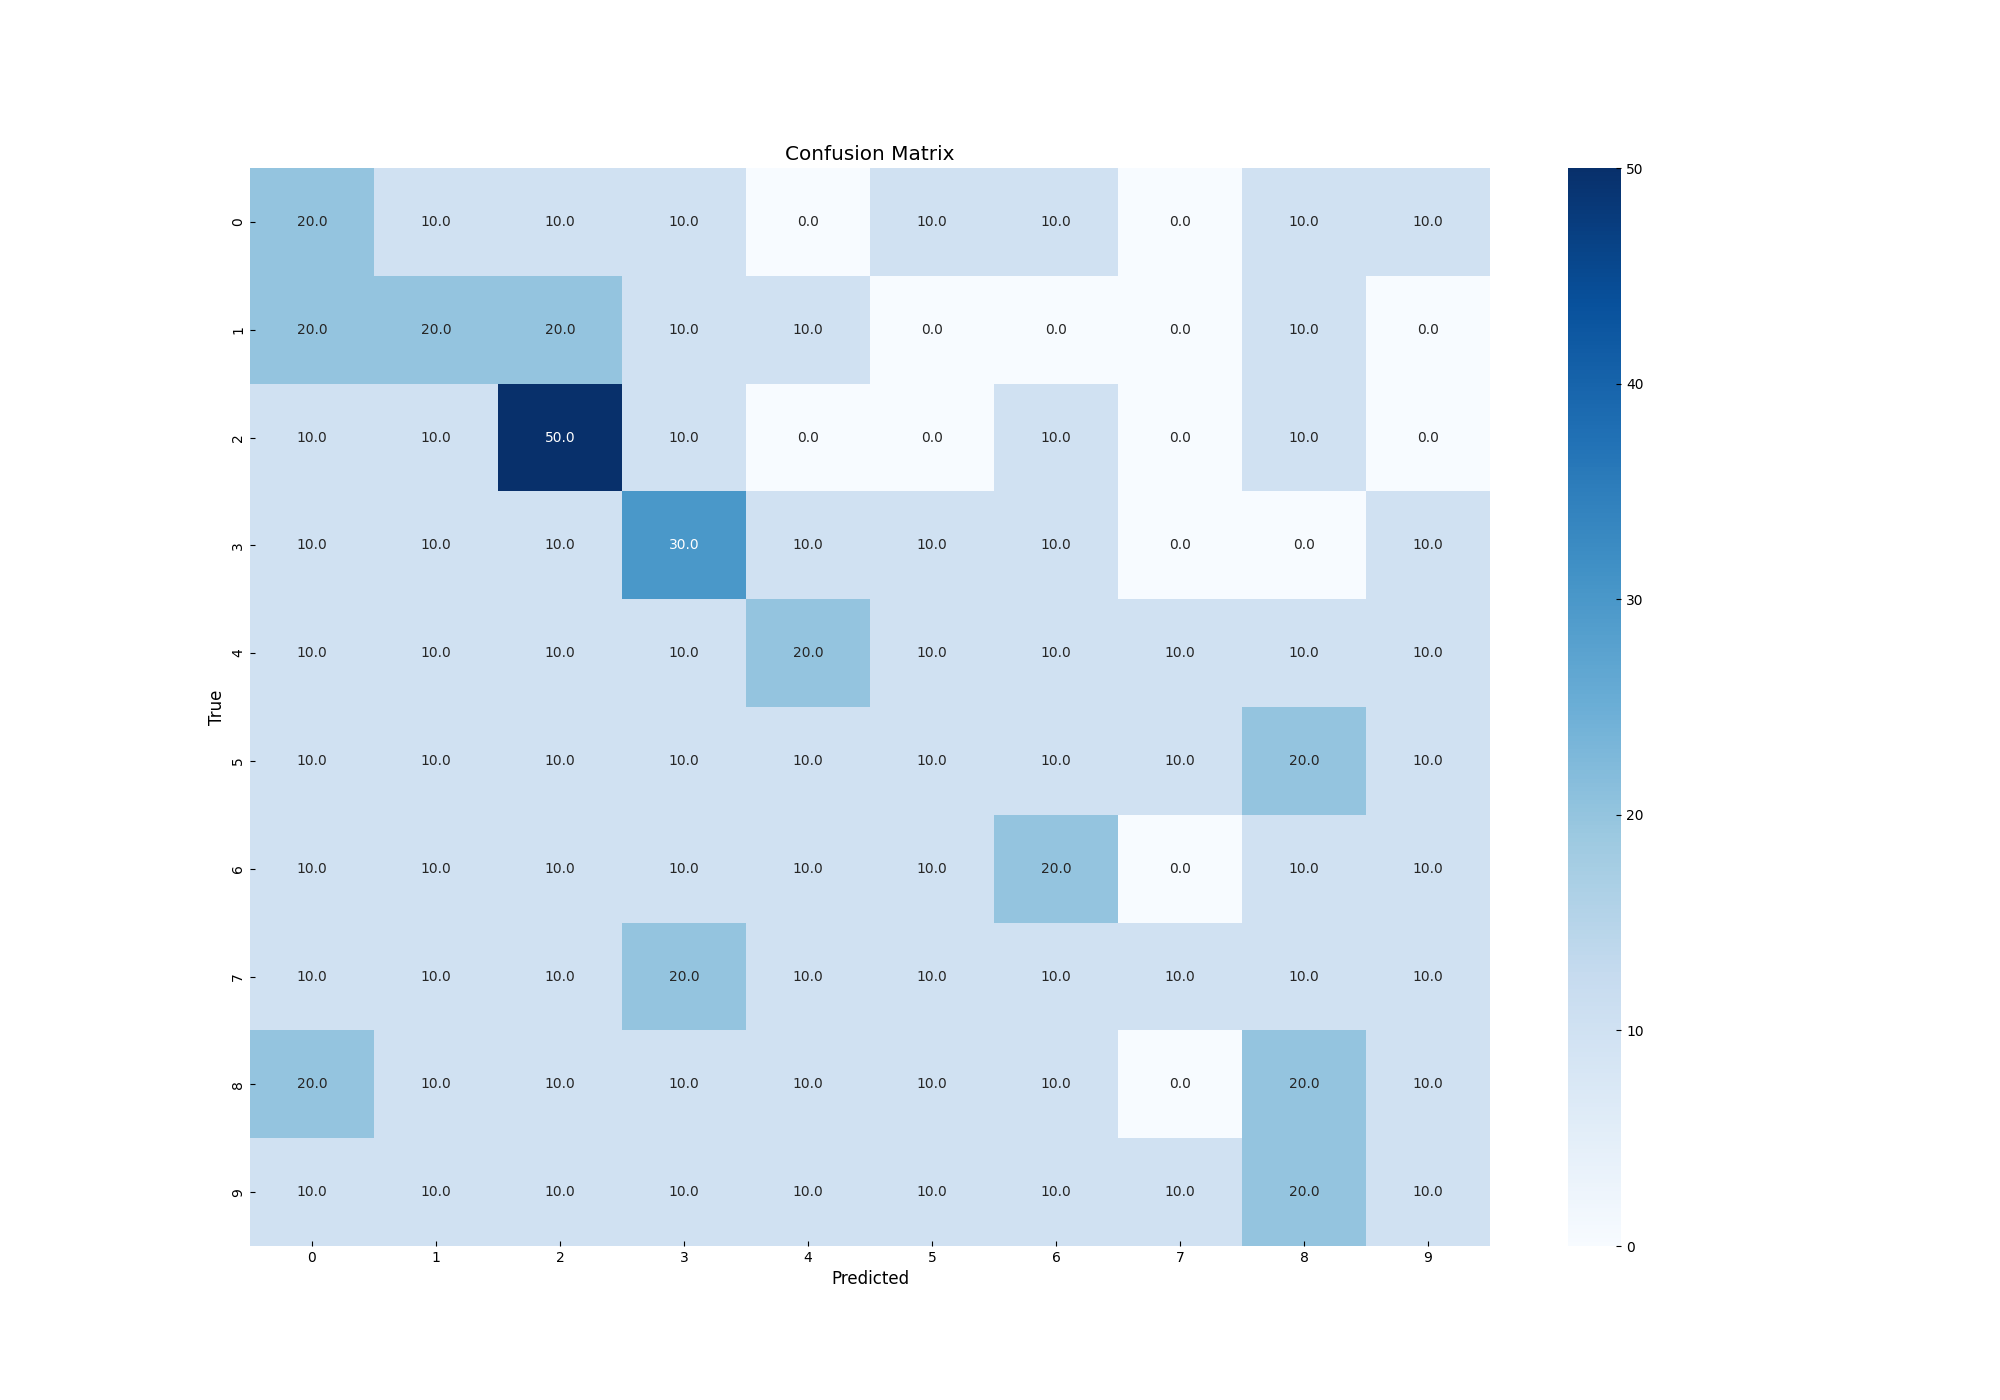 Confusion Matrix
0 20.0 10.0 10.0 10.0 0.0 10.0 10.0 0.0 10.0 10.0
1 20.0 20.0 20.0 10.0 10.0 0.0 0.0 0.0 10.0 0.0
2 10.0 10.0 50.0 10.0 0.0 0.0 10.0 0.0 10.0 0.0
3 10.0 10.0 10.0 30.0 10.0 10.0 10.0 0.0 0.0 10.0
4 10.0 10.0 10.0 10.0 20.0 10.0 10.0 10.0 10.0 10.0
5 10.0 10.0 10.0 10.0 10.0 10.0 10.0 10.0 20.0 10.0
6 10.0 10.0 10.0 10.0 10.0 10.0 20.0 0.0 10.0 10.0
7 10.0 10.0 10.0 20.0 10.0 10.0 10.0 10.0 10.0 10.0
8 20.0 10.0 10.0 10.0 10.0 10.0 10.0 0.0 20.0 10.0
9 10.0 10.0 10.0 10.0 10.0 10.0 10.0 10.0 20.0 10.0
0 1 2 3 4 5 6 7 8 9
Predicted
True
50
40
30
20
10
0